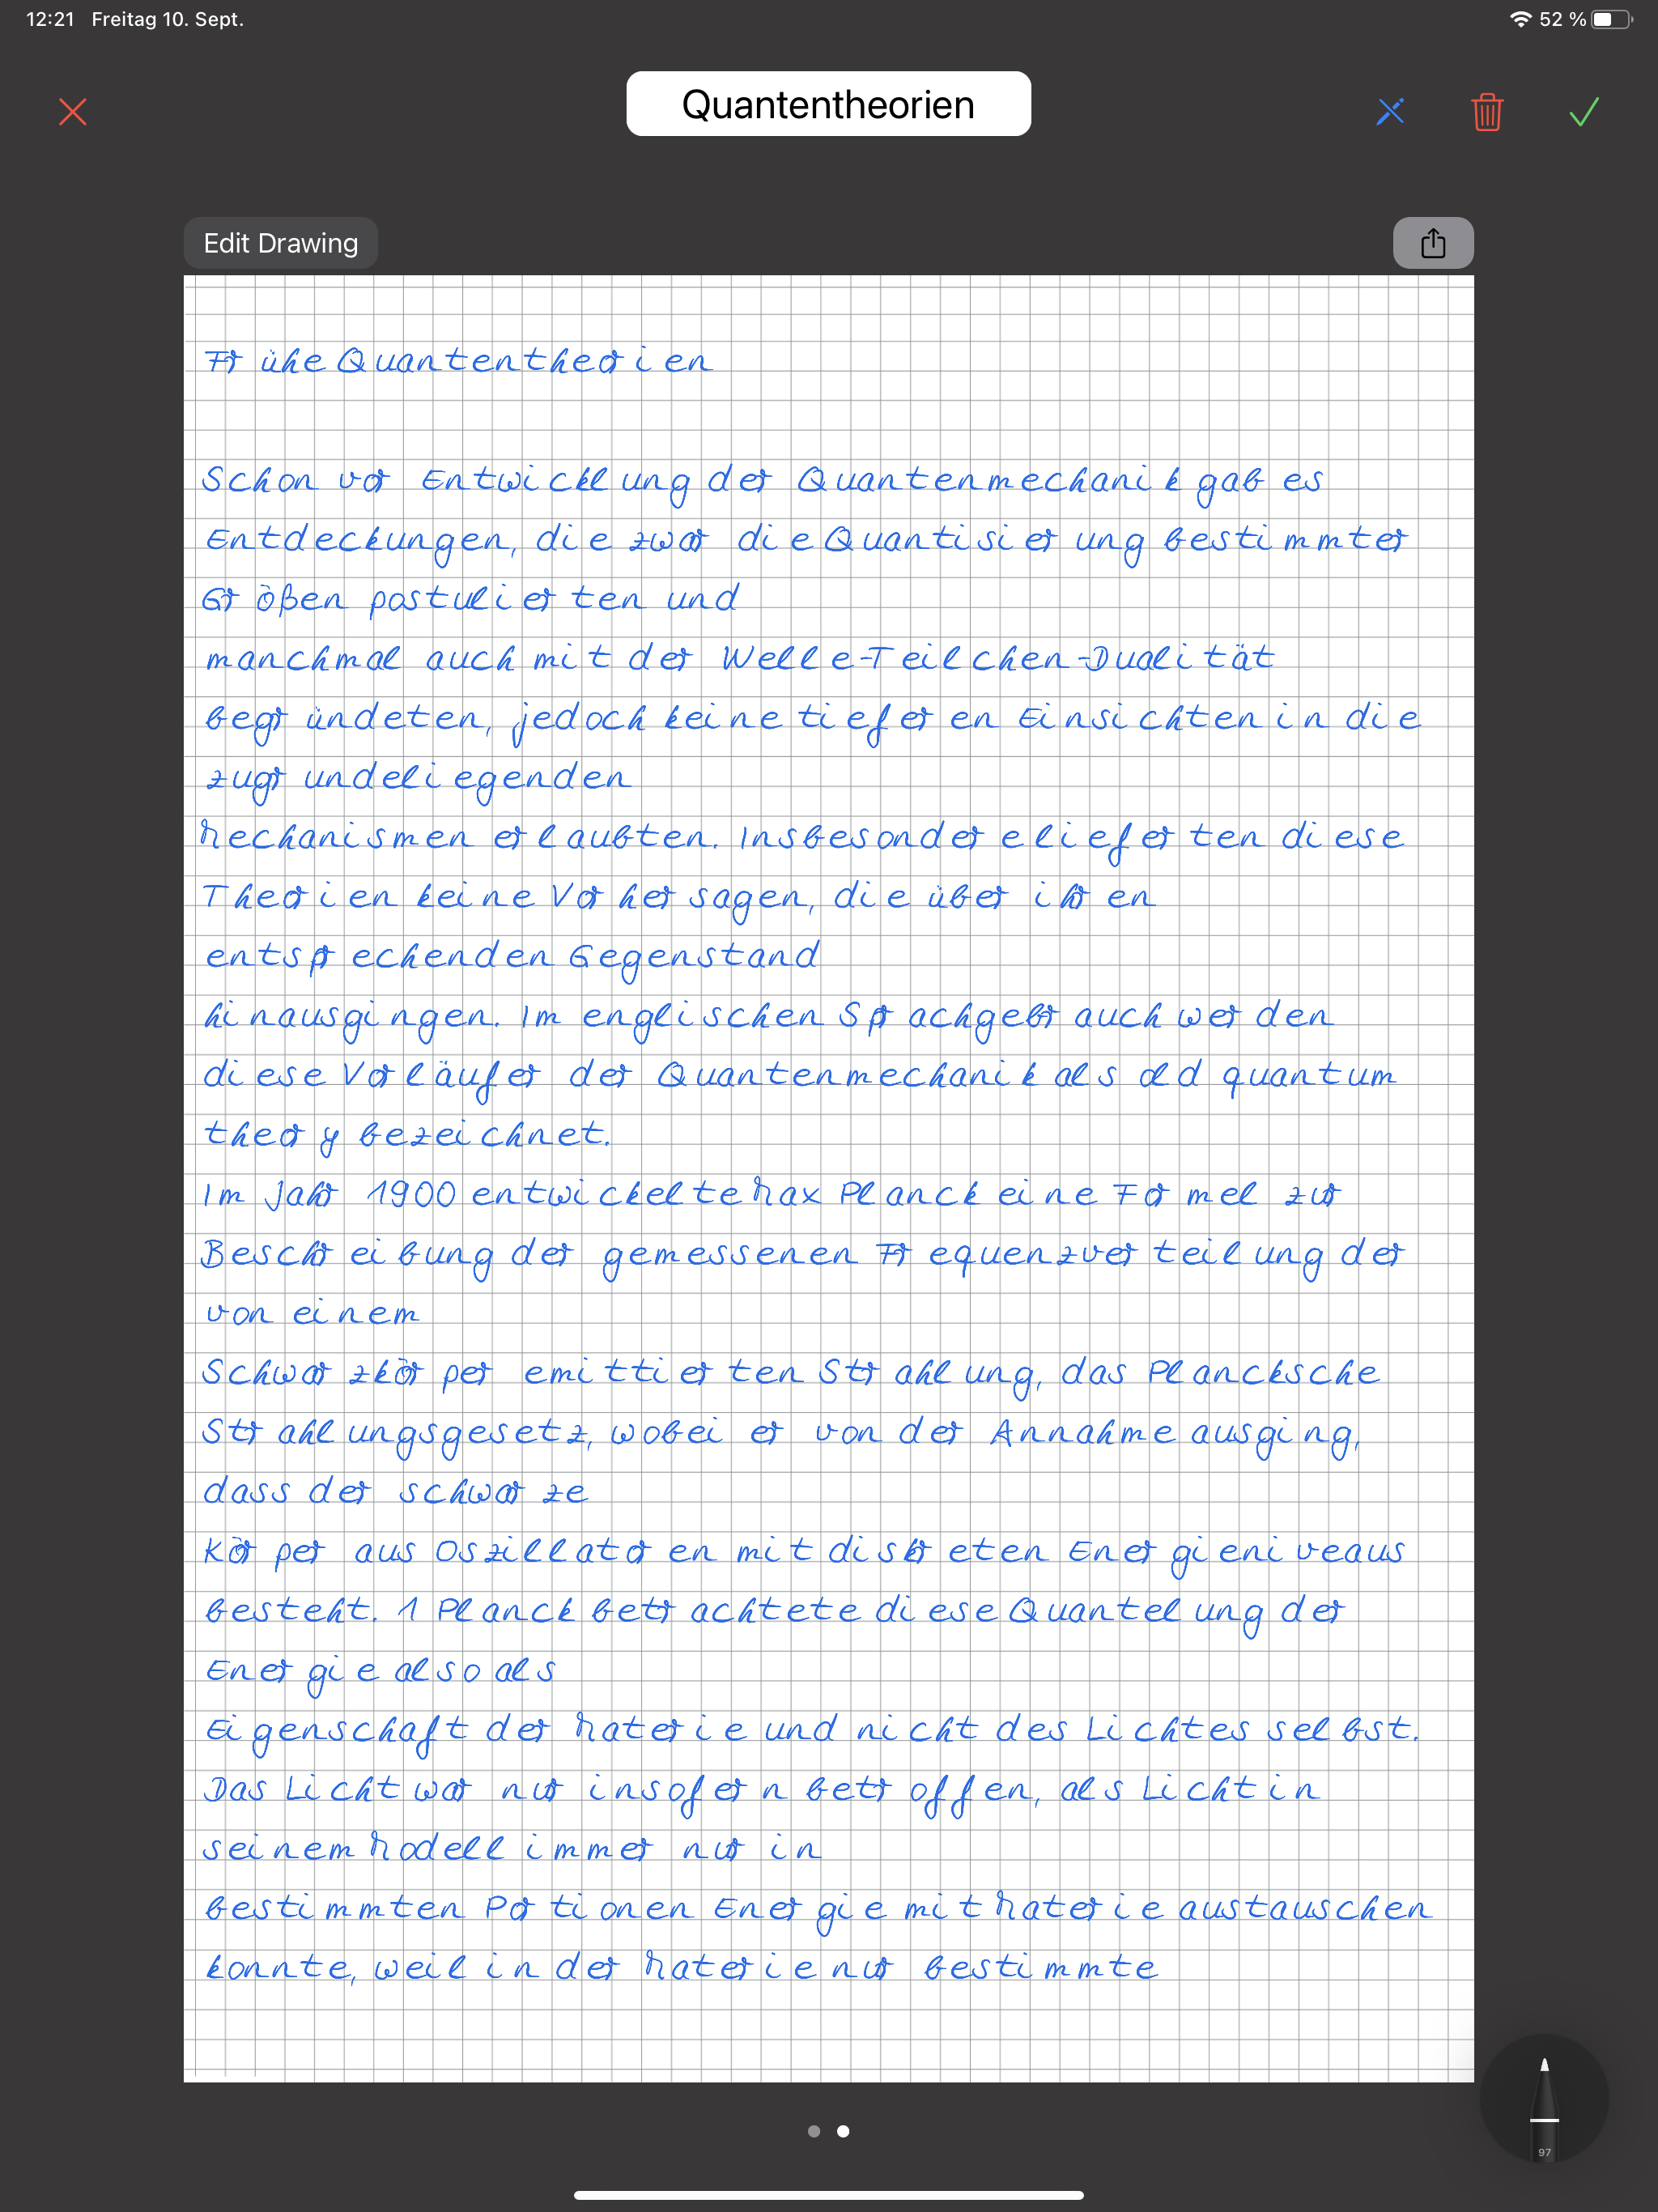 12:21 Freitag 10. Sept. 52 %
Quantentheorien
Edit Drawing
Frühe Quantentheorien
Schon vor Entwicklung der Quantenmechanik gab es
Entdeckungen, die zwar die Quantisierung bestimmter
Größen postulierten und
manchmal auch mit der Welle-Teilchen-Dualität
begründeten, jedoch keine tieferen Einsichten in die
zugrundeliegenden
Mechanismen erlaubten. Insbesondere lieferten diese
Theorien keine Vorhersagen, die über ihren
entsprechenden Gegenstand
hinausgingen. Im englischen Sprachgebrauch werden
diese Vorläufer der Quantenmechanik als old quantum
theory bezeichnet.
Im Jahr 1900 entwickelte Max Planck eine Formel zur
Beschreibung der gemessenen Frequenzverteilung der
von einem
Schwarzkörper emittierten Strahlung, das Plancksche
Strahlungsgesetz, wobei er von der Annahme ausging,
dass der schwarze
Körper aus Oszillatoren mit diskreten Energieniveaus
besteht. 1 Planck betrachtete diese Quantelung der
Energie also als
Eigenschaft der Materie und nicht des Lichtes selbst.
Das Licht war nur insofern betroffen, als Licht in
seinem Modell immer nur in
bestimmten Portionen Energie mit Materie austauschen
konnte, weil in der Materie nur bestimmte
97